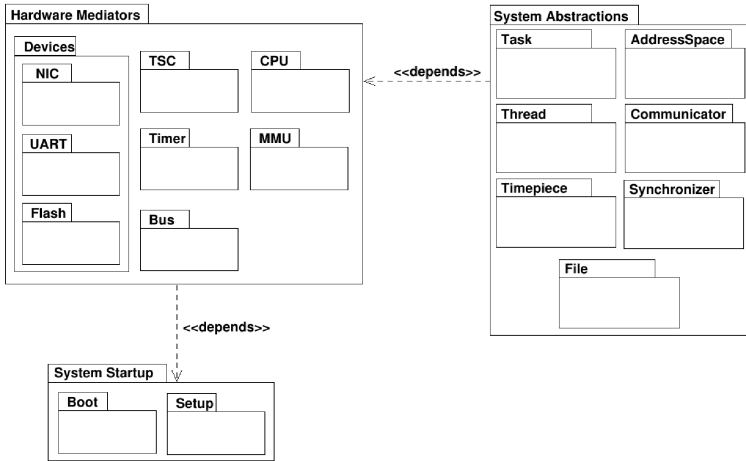 Hardware Mediators
Devices
NIC
UART
Flash
TSC
CPU
Timer
MMU
Bus
<<depends>>
System Abstractions
Task
AddressSpace
Thread
Communicator
Timepiece
Synchronizer
File
<<depends>>
System Startup
Boot
Setup